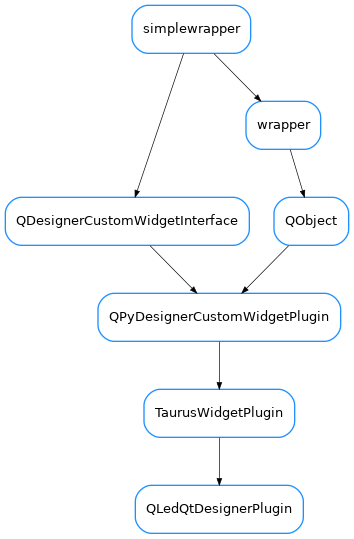 simplewrapper
wrapper
QDesignerCustomWidgetInterface
QObject
QPyDesignerCustomWidgetPlugin
TaurusWidgetPlugin
QLedQtDesignerPlugin